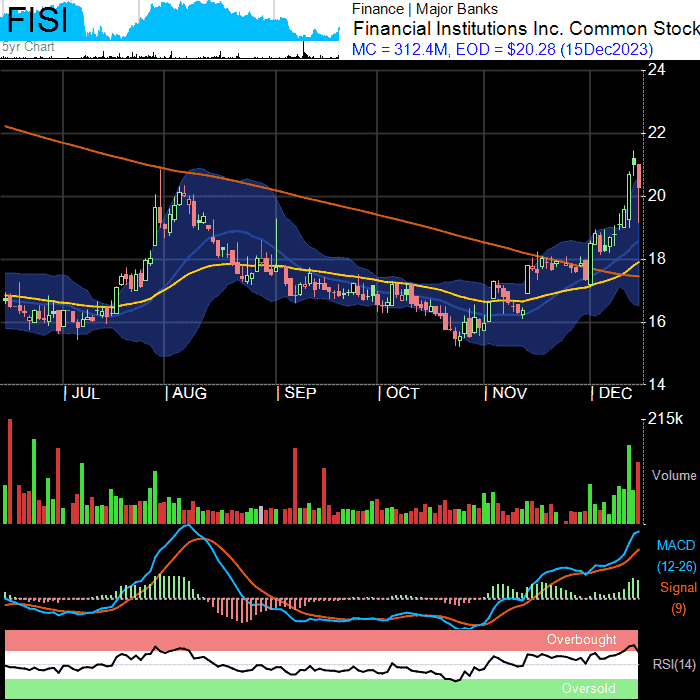 FISI
5yr Chart
Finance | Major Banks
Financial Institutions Inc. Common Stock
MC = 312.4M, EOD = $20.28 (15Dec2023)
24
22
20
18
16
14
| JUL | AUG | SEP | OCT | NOV | DEC
215k
Volume
MACD
(12-26)
Signal
(9)
Overbought
RSI(14)
Oversold